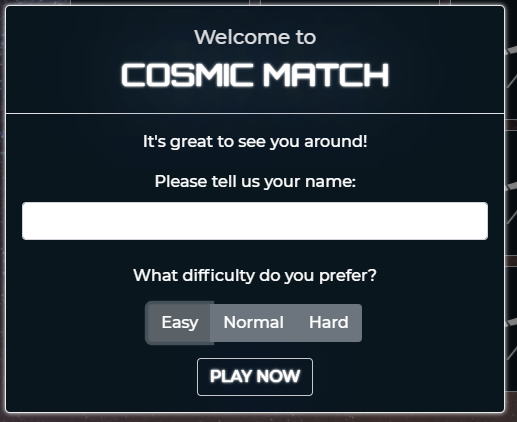 Welcome to
COSMIC MATCH
It's great to see you around!
Please tell us your name:
What difficulty do you prefer?
Easy Normal Hard
PLAY NOW